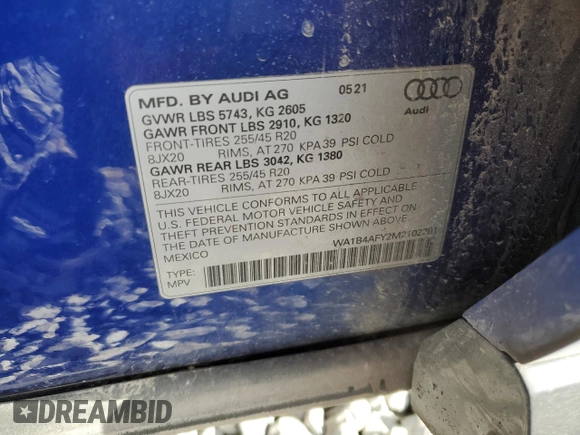 MFD. BY AUDI AG 05 21
GVWR LBS 5743, KG 2605
GAWR FRONT LBS 2910, KG 1320
FRONT-TIRES 255/45 R20
8JX20 RIMS, AT 270 KPA 39 PSI COLD
GAWR REAR LBS 3042, KG 1380
REAR-TIRES 255/45 R20
8JX20 RIMS, AT 270 KPA 39 PSI COLD
Audi
THIS VEHICLE CONFORMS TO ALL APPLICABLE
U.S. FEDERAL MOTOR VEHICLE SAFETY AND
THEFT PREVENTION STANDARDS IN EFFECT ON THE
DATE OF MANUFACTURE SHOWN ABOVE.
MEXICO
TYPE:
MPV
DREAMBID